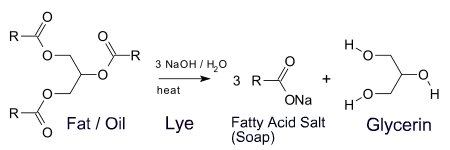 R O O R
O O
O
R O
3 NaOH / H2O
heat
3 R O
ONa
+
H O
O H
H O
Fat / Oil Lye Fatty Acid Salt
(Soap) Glycerin